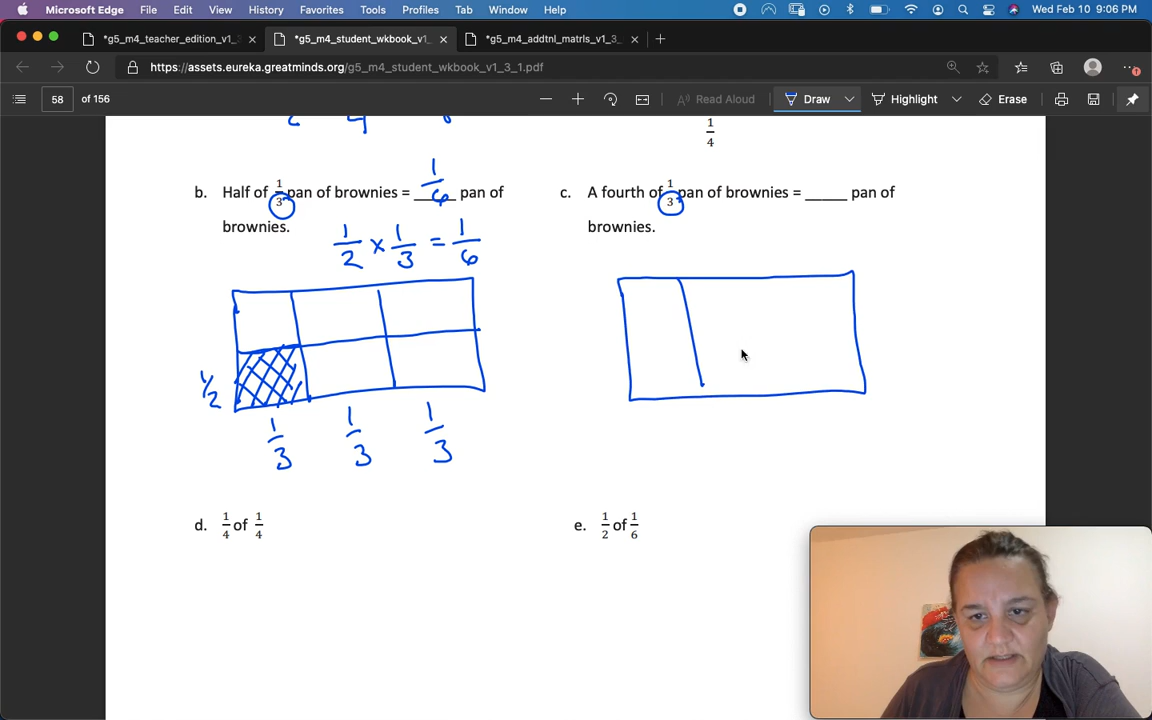 Microsoft Edge File Edit View History Favorites Tools Profiles Tab Window Help Wed Feb 10 9:06 PM
*g5_m4_teacher_edition_v1_3 *g5_m4_student_wkbook_v1_ *g5_m4_addtnl_matrls_v1_3_
https://assets.eureka.greatminds.org/g5_m4_student_wkbook_v1_3_1.pdf
58 of 156 Read Aloud Draw Highlight Erase
1/4
b. Half of 1/3 pan of brownies = 1/6 pan of
brownies.
1/2 x 1/3 = 1/6
1/2
1/3 1/3 1/3
c. A fourth of 1/3 pan of brownies = _____ pan of
brownies.
d. 1/4 of 1/4
e. 1/2 of 1/6